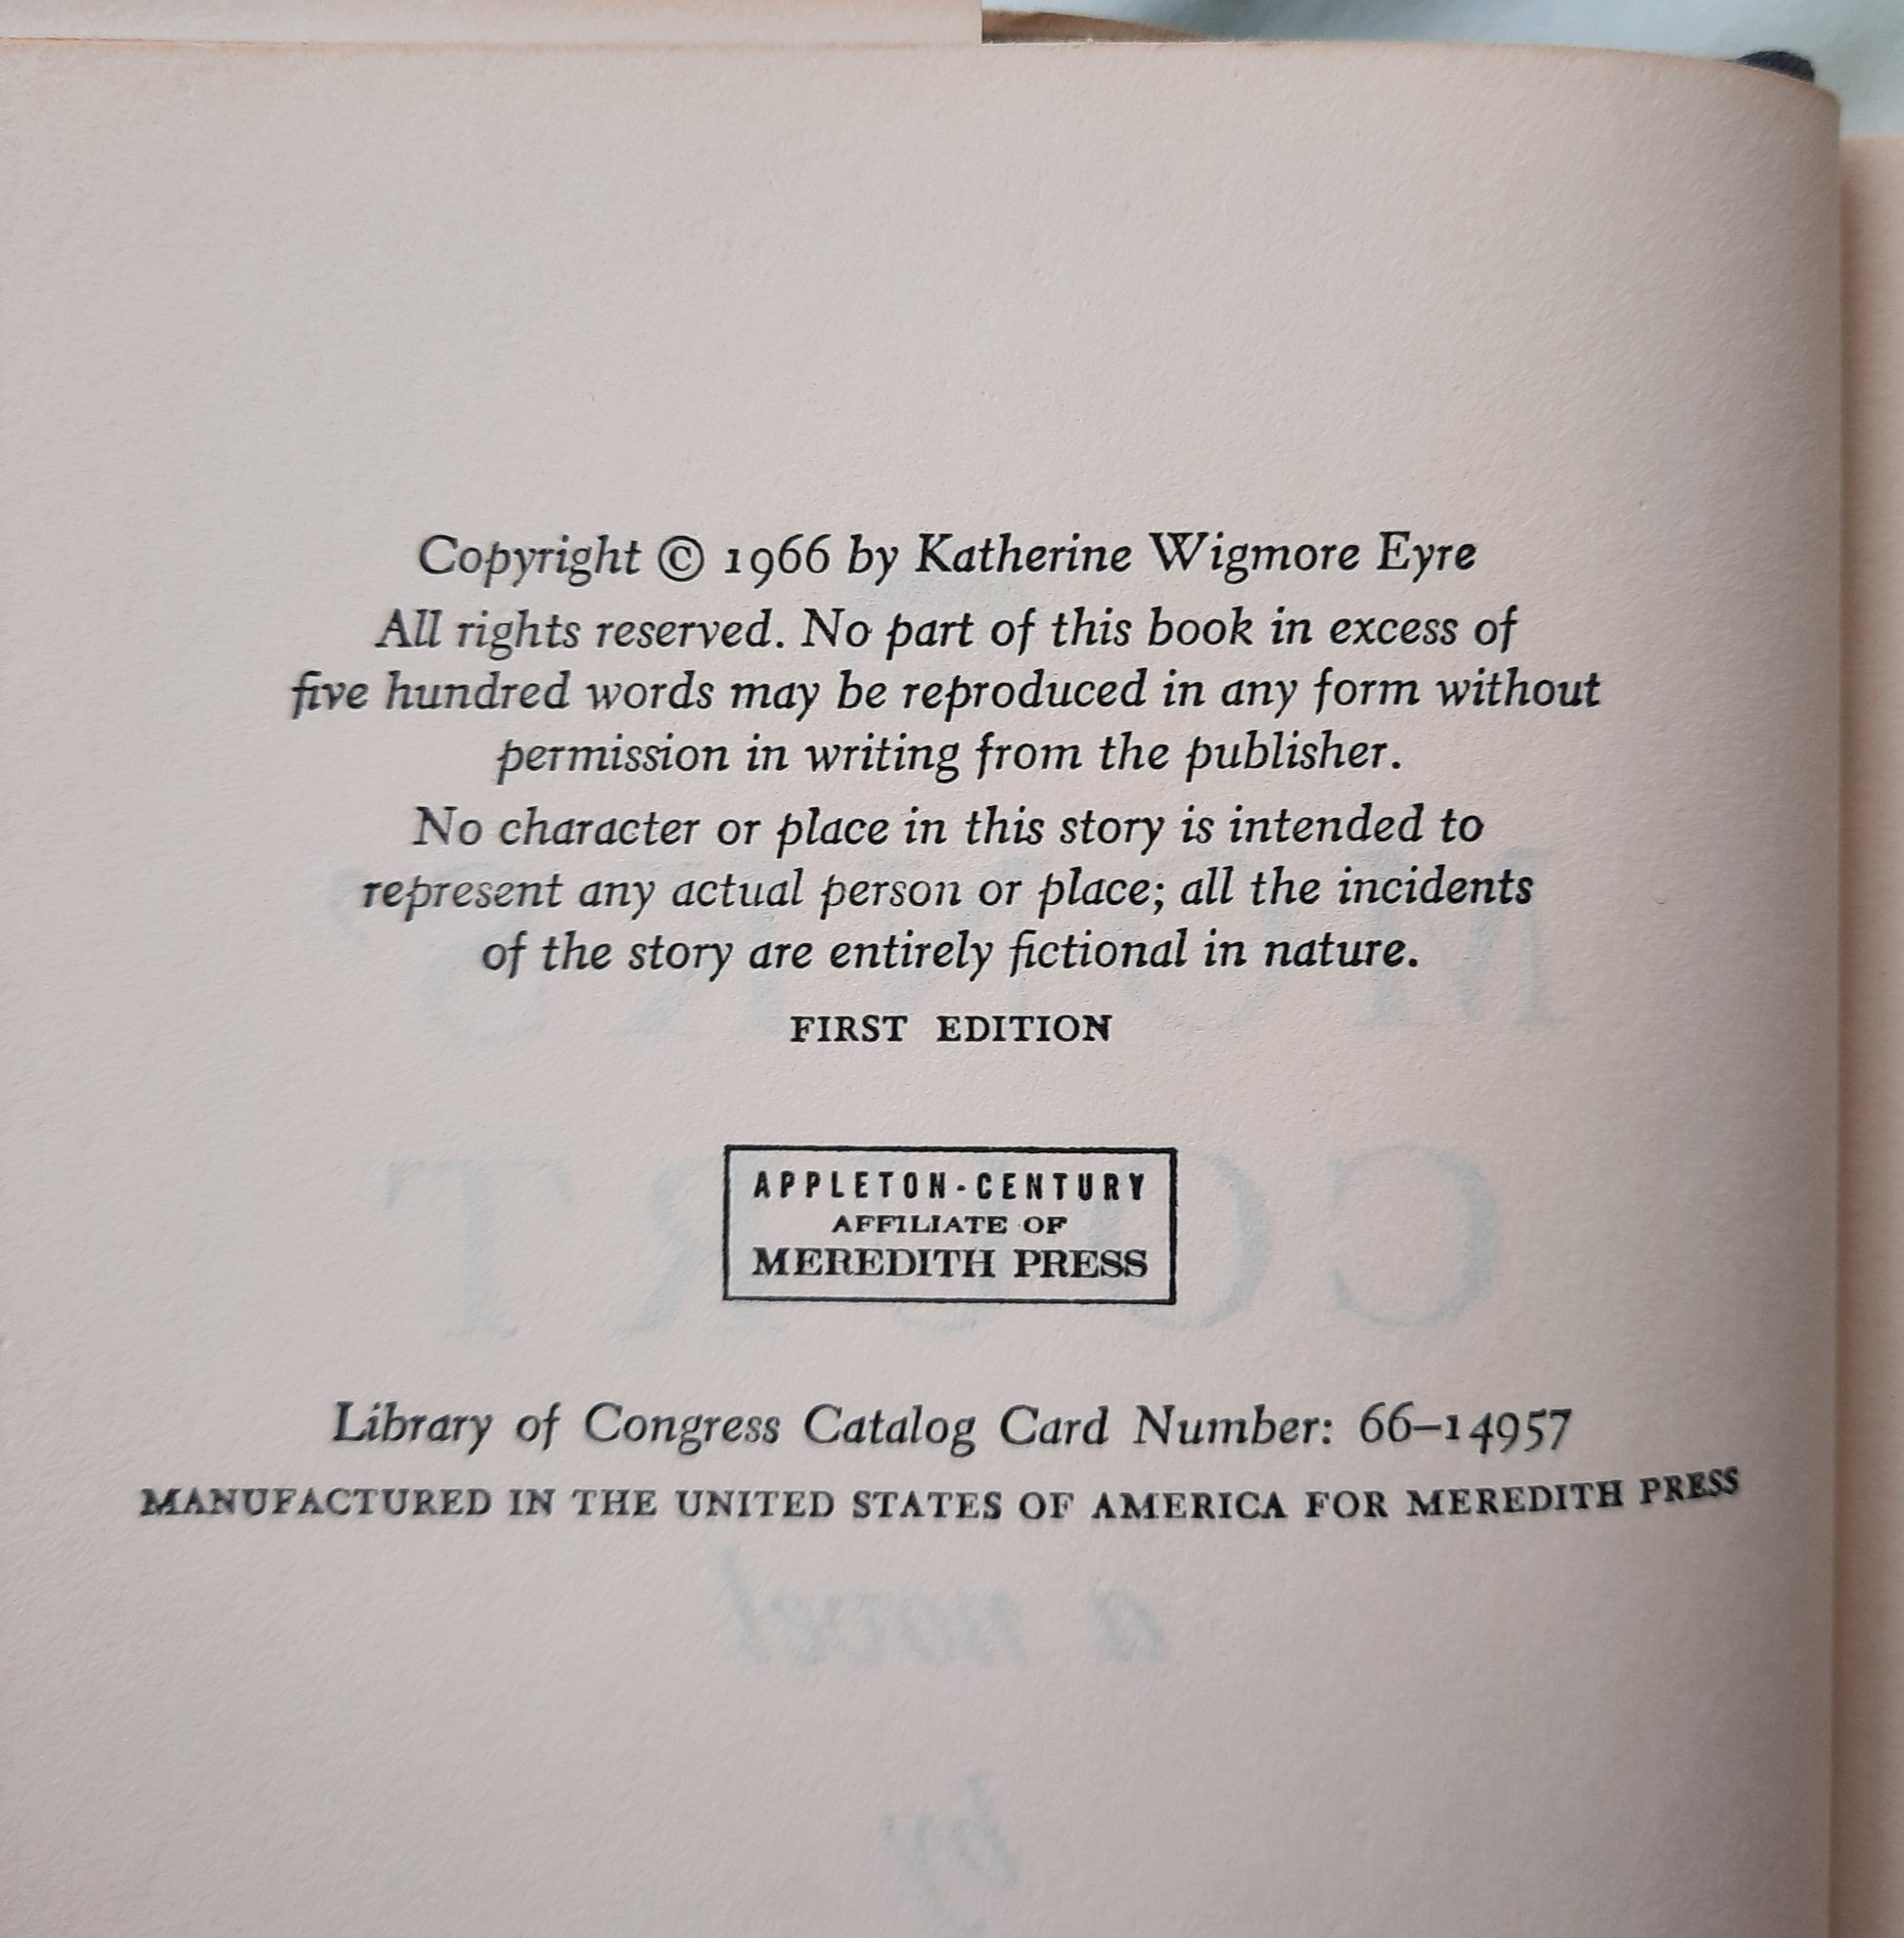 Copyright © 1966 by Katherine Wigmore Eyre
All rights reserved. No part of this book in excess of
five hundred words may be reproduced in any form without
permission in writing from the publisher.
No character or place in this story is intended to
represent any actual person or place; all the incidents
of the story are entirely fictional in nature.
FIRST EDITION
APPLETON-CENTURY
AFFILIATE OF
MEREDITH PRESS
Library of Congress Catalog Card Number: 66-14957
MANUFACTURED IN THE UNITED STATES OF AMERICA FOR MEREDITH PRESS
a novel
by